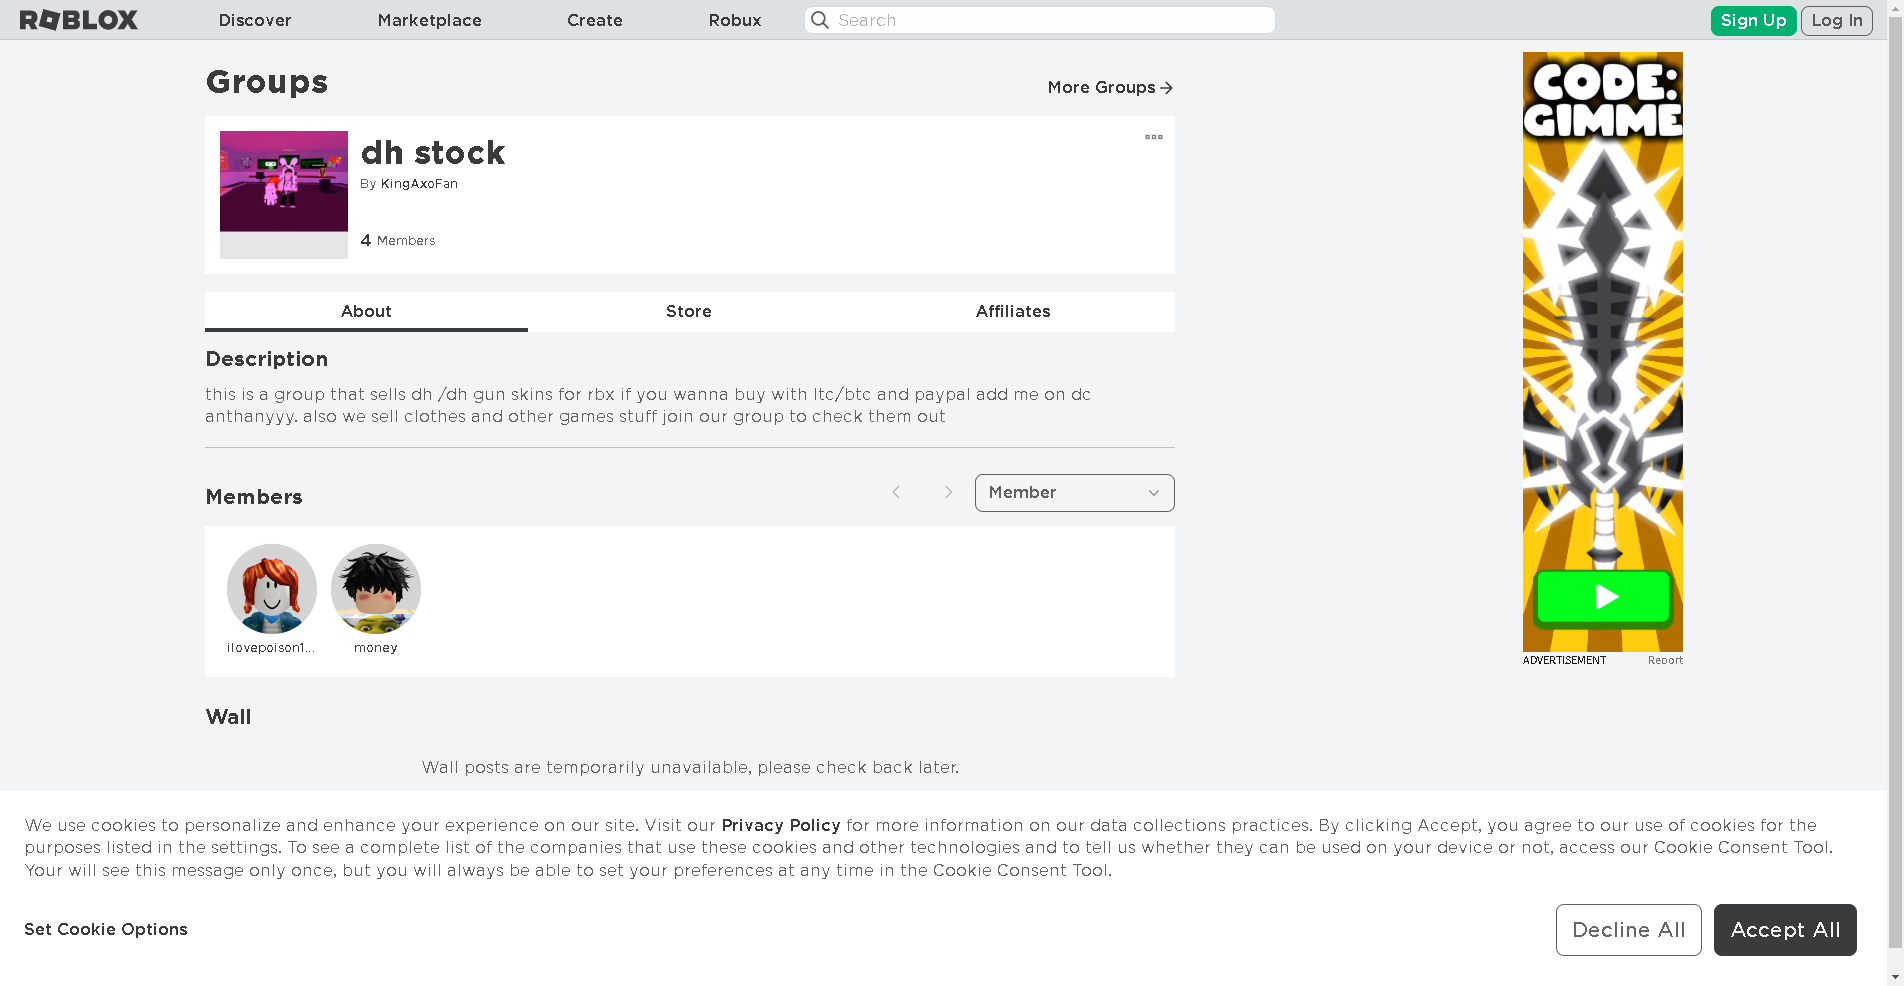 ROBLOX Discover Marketplace Create Robux Search Sign Up Log In
Groups
More Groups
dh stock
By KingAxoFan
4 Members
About Store Affiliates
Description
this is a group that sells dh /dh gun skins for rbx if you wanna buy with ltc/btc and paypal add me on dc
anthanyyy. also we sell clothes and other games stuff join our group to check them out
Members
Member
ilovepoison1... money
Wall
Wall posts are temporarily unavailable, please check back later.
CODE:
GIMME
ADVERTISEMENT Report
We use cookies to personalize and enhance your experience on our site. Visit our Privacy Policy for more information on our data collections practices. By clicking Accept, you agree to our use of cookies for the
purposes listed in the settings. To see a complete list of the companies that use these cookies and other technologies and to tell us whether they can be used on your device or not, access our Cookie Consent Tool.
Your will see this message only once, but you will always be able to set your preferences at any time in the Cookie Consent Tool.
Set Cookie Options
Decline All
Accept All